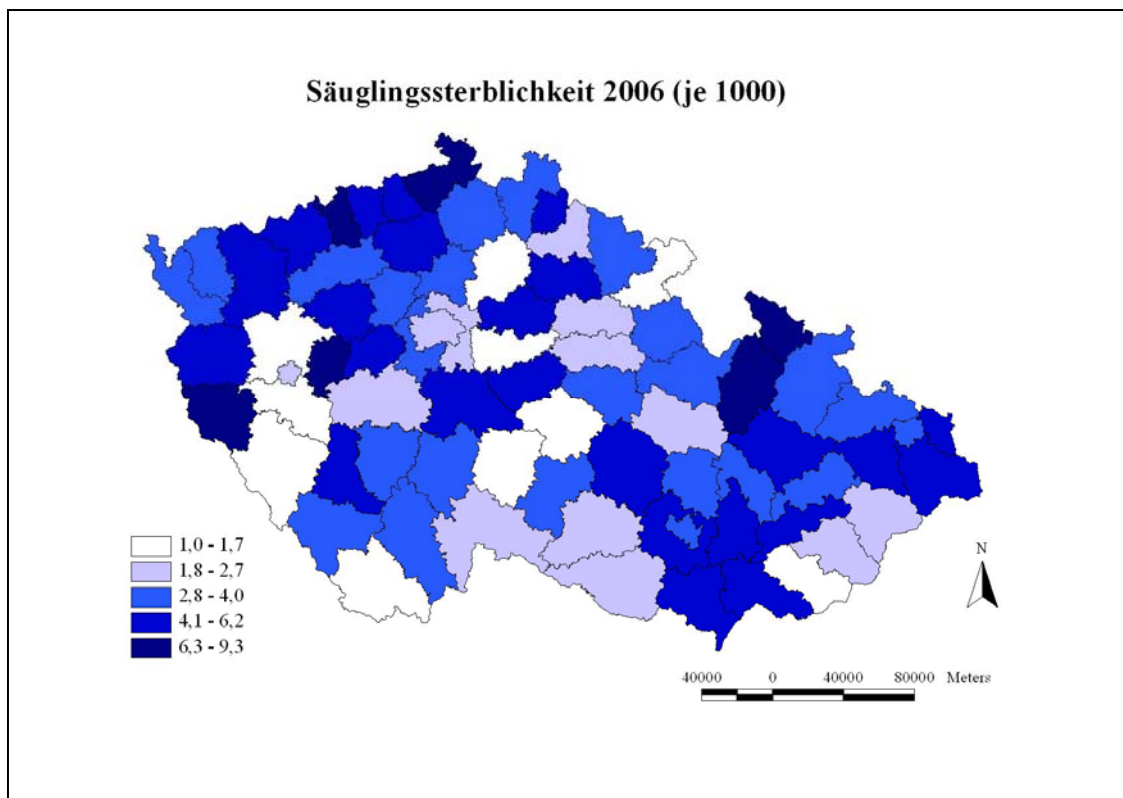 Säuglingssterblichkeit 2006 (je 1000)
1,0 - 1,7
1,8 - 2,7
2,8 - 4,0
4,1 - 6,2
6,3 - 9,3
N
40000 0 40000 80000 Meters